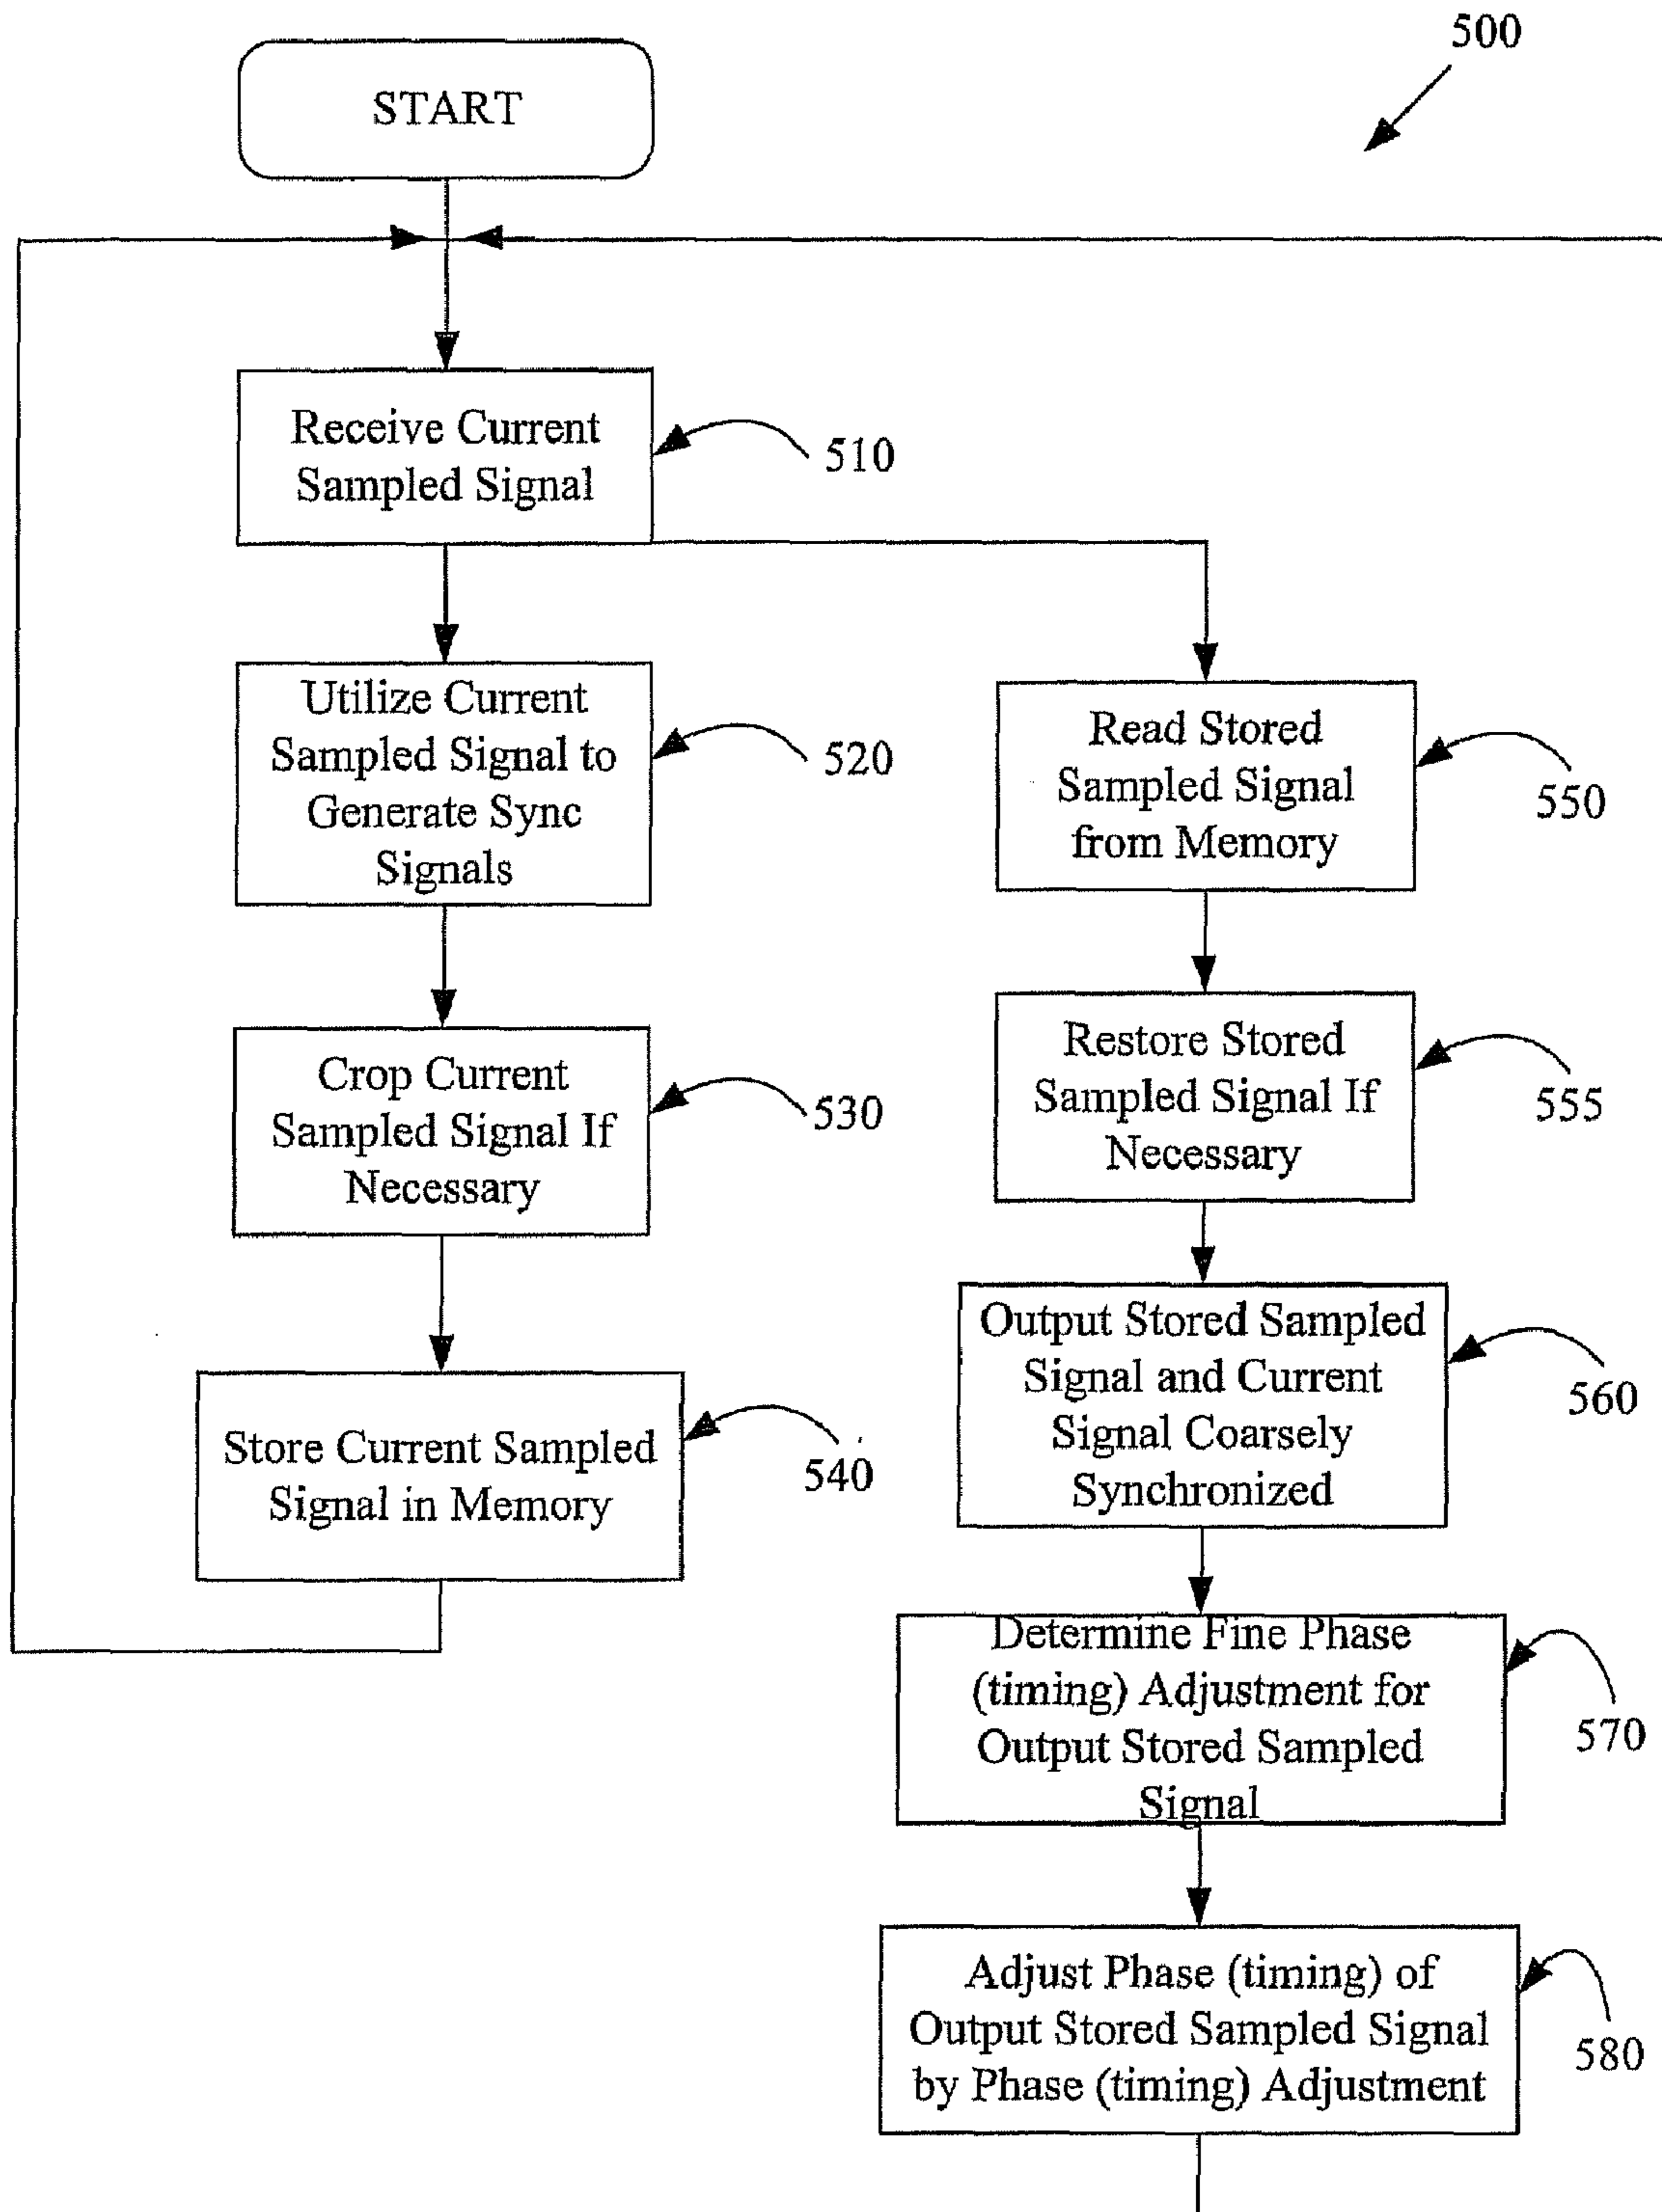 500
START
Receive Current
Sampled Signal
510
Utilize Current
Sampled Signal to
Generate Sync
Signals
520
Crop Current
Sampled Signal If
Necessary
530
Store Current Sampled
Signal in Memory
540
Read Stored
Sampled Signal
from Memory
550
Restore Stored
Sampled Signal If
Necessary
555
Output Stored Sampled
Signal and Current
Signal Coarsely
Synchronized
560
Determine Fine Phase
(timing) Adjustment for
Output Stored Sampled
Signal
570
Adjust Phase (timing) of
Output Stored Sampled Signal
by Phase (timing) Adjustment
580